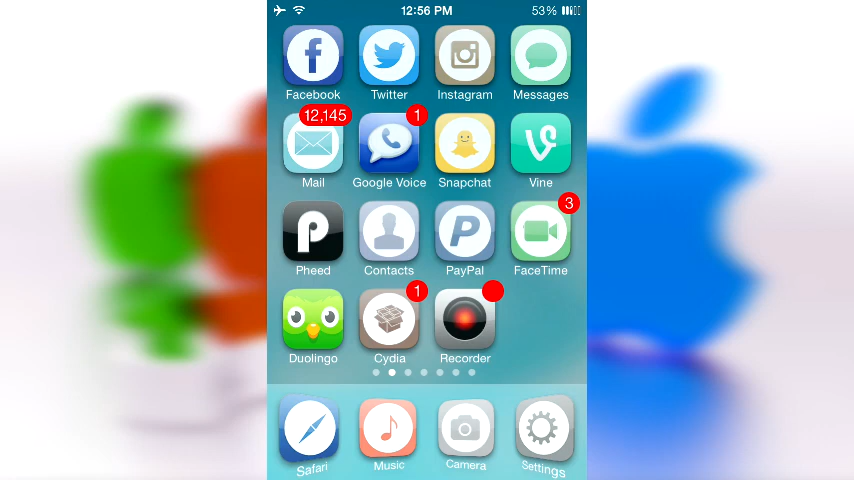 12:56 PM 53%
Facebook Twitter Instagram Messages
12,145 1
Mail Google Voice Snapchat Vine
3
Pheed Contacts PayPal FaceTime
1
Duolingo Cydia Recorder
Safari Music Camera Settings